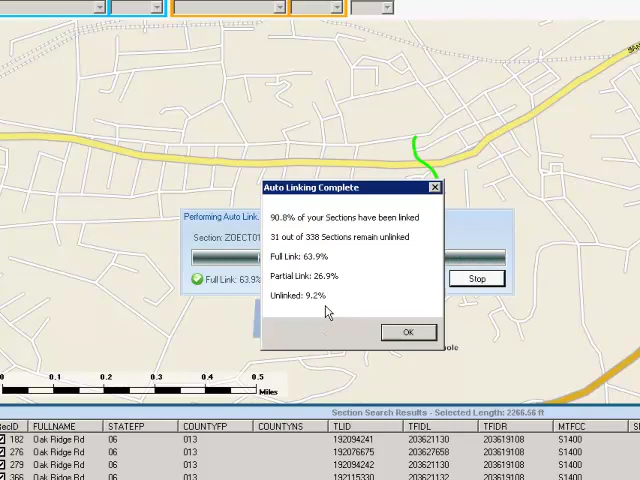 Auto Linking Complete
90.8% of your Sections have been linked
31 out of 338 Sections remain unlinked
Full Link: 63.9%
Partial Link: 26.9%
Unlinked: 9.2%
OK
Performing Auto Link
Section: ZDECT01
Full Link: 63.9%
Stop
0 0.1 0.2 0.3 0.4 0.5
Miles
Section Search Results - Selected Length: 2266.56 ft
RecID FULLNAME STATEFP COUNTYFP COUNTYNS TLID TFIDL TFIDR MTFCC
182 Oak Ridge Rd 06 013 192094241 203621130 203619108 S1400
276 Oak Ridge Rd 06 013 192076675 203627658 203619108 S1400
279 Oak Ridge Rd 06 013 192094242 203621130 203619108 S1400
366 Oak Ridge Rd 06 013 192115330